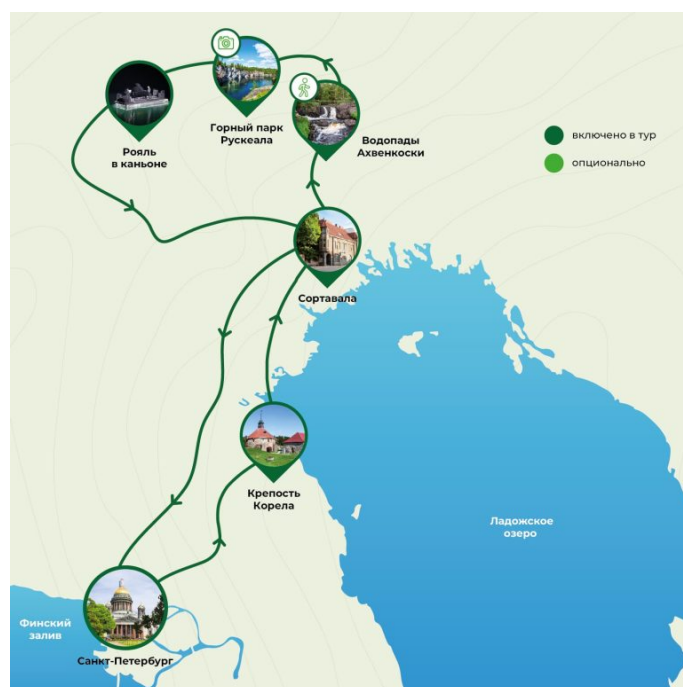 Рояль
в каньоне
Горный парк
Рускеала
Водопады
Ахвенкоски
включено в тур
опционально
Сортавала
Крепость
Корела
Ладожское
озеро
Финский
залив
Санкт-Петербург